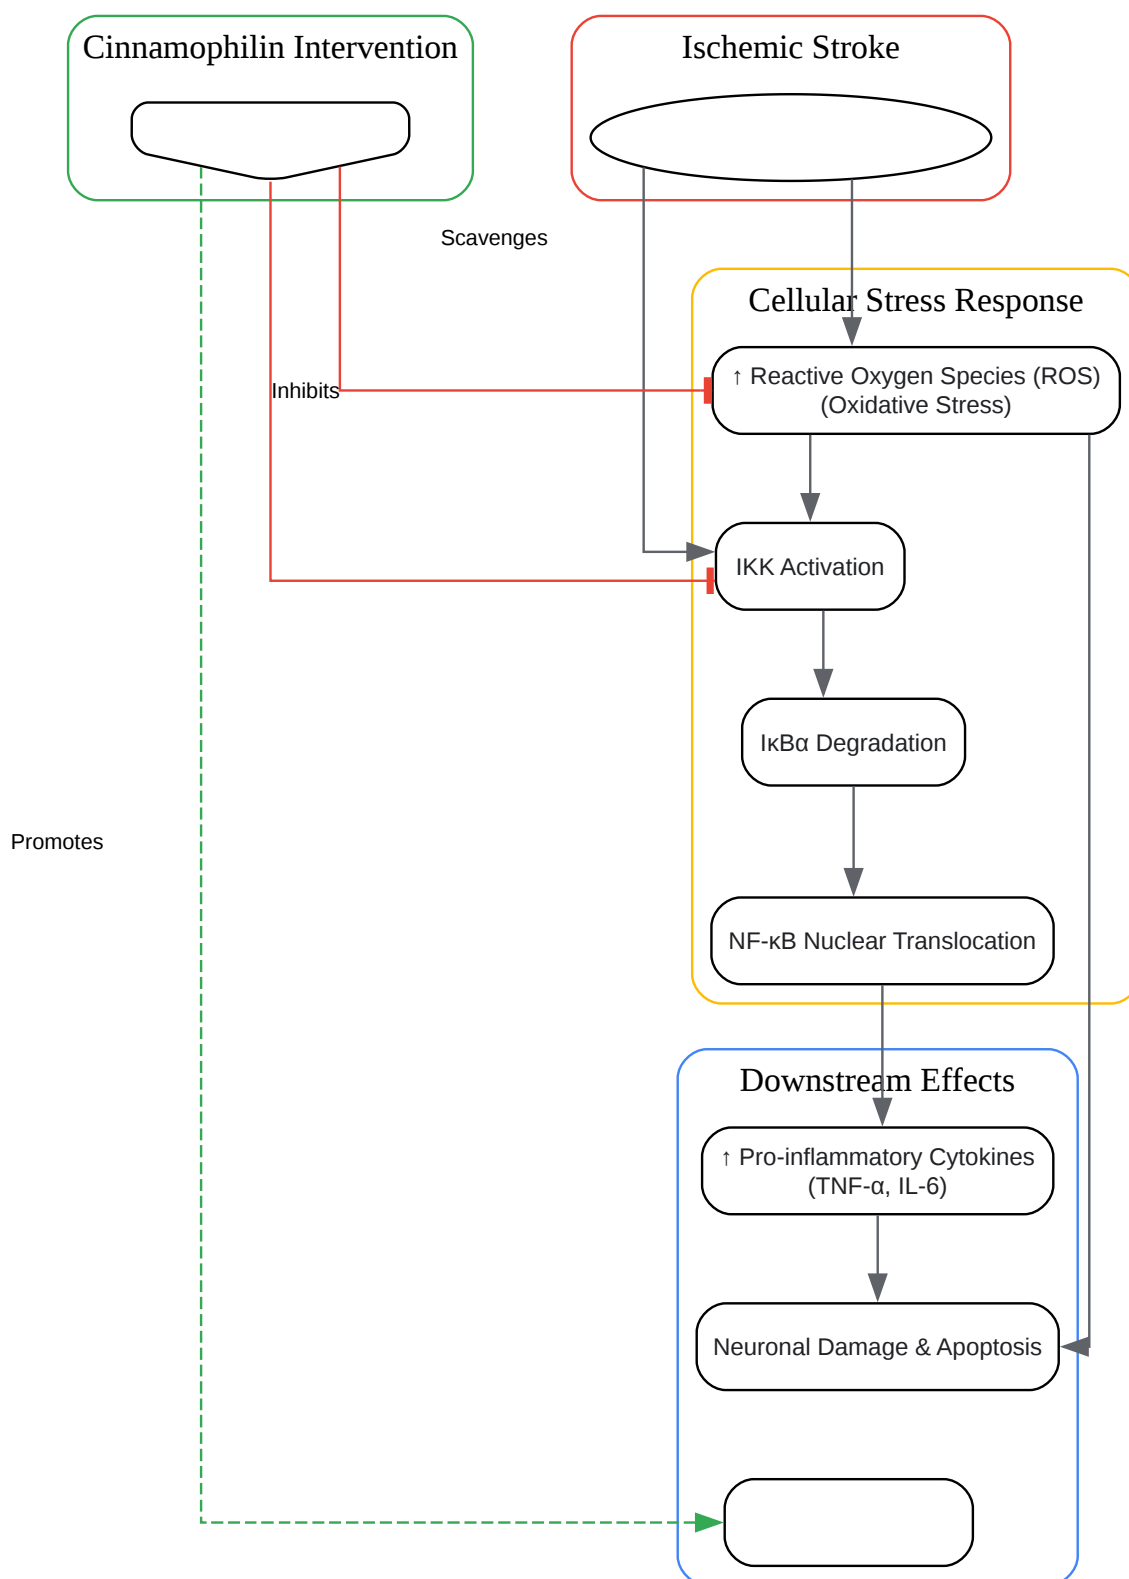 Cinnamophilin Intervention
Ischemic Stroke
Scavenges
Cellular Stress Response
↑ Reactive Oxygen Species (ROS)
(Oxidative Stress)
Inhibits
IKK Activation
IκBα Degradation
Promotes
NF-κB Nuclear Translocation
Downstream Effects
↑ Pro-inflammatory Cytokines
(TNF-α, IL-6)
Neuronal Damage & Apoptosis